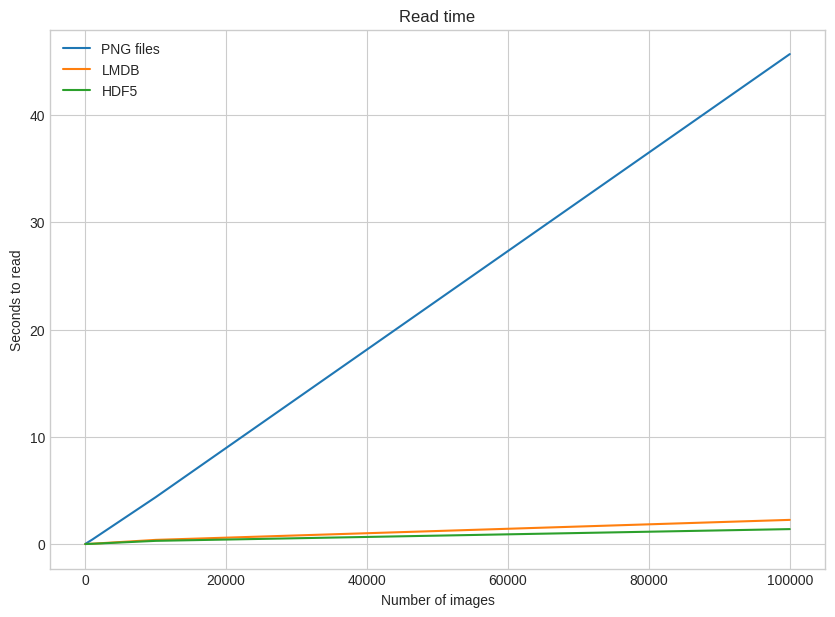 Read time
PNG files
LMDB
HDF5
Seconds to read
40
30
20
10
0
0 20000 40000 60000 80000 100000
Number of images